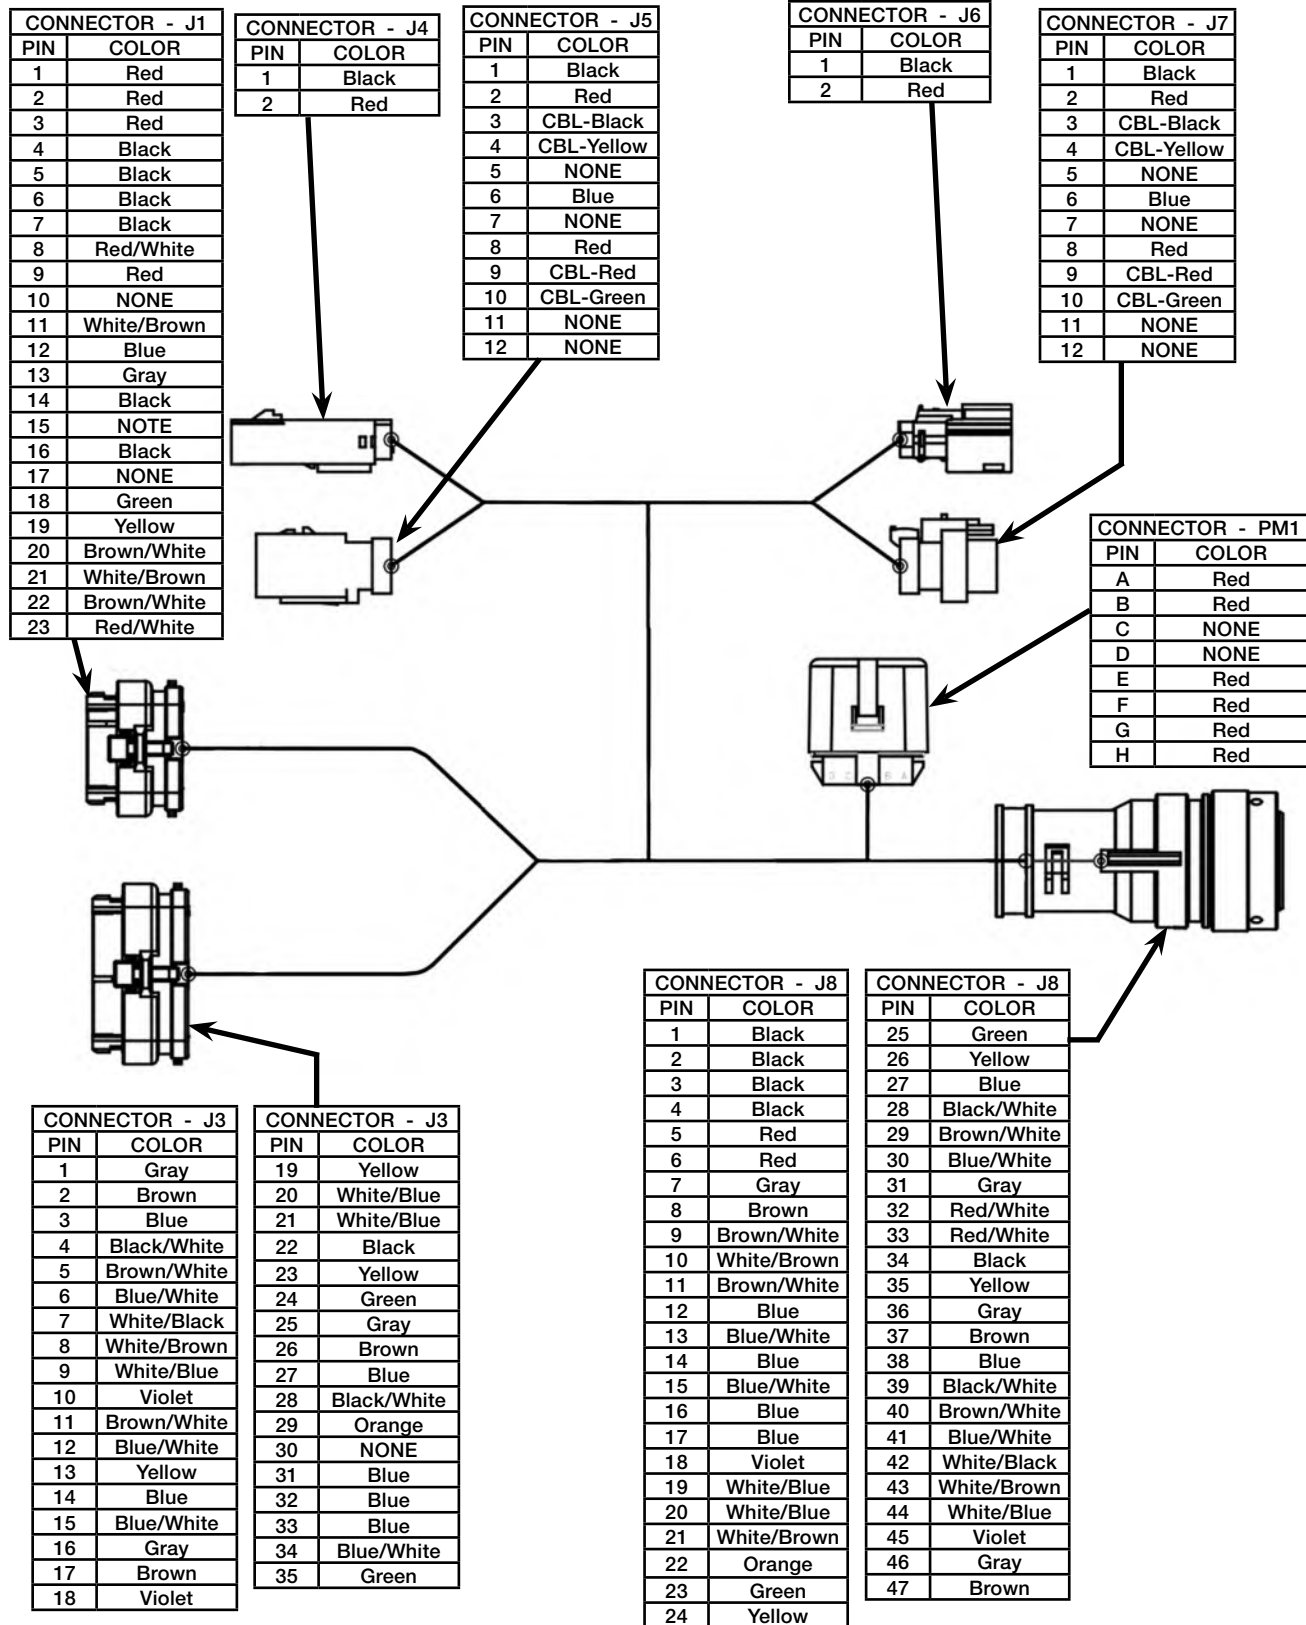 CONNECTOR - J1
PIN COLOR
1 Red
2 Red
3 Red
4 Black
5 Black
6 Black
7 Black
8 Red/White
9 Red
10 NONE
11 White/Brown
12 Blue
13 Gray
14 Black
15 NOTE
16 Black
17 NONE
18 Green
19 Yellow
20 Brown/White
21 White/Brown
22 Brown/White
23 Red/White
CONNECTOR - J4
PIN COLOR
1 Black
2 Red
CONNECTOR - J5
PIN COLOR
1 Black
2 Red
3 CBL-Black
4 CBL-Yellow
5 NONE
6 Blue
7 NONE
8 Red
9 CBL-Red
10 CBL-Green
11 NONE
12 NONE
CONNECTOR - J6
PIN COLOR
1 Black
2 Red
CONNECTOR - J7
PIN COLOR
1 Black
2 Red
3 CBL-Black
4 CBL-Yellow
5 NONE
6 Blue
7 NONE
8 Red
9 CBL-Red
10 CBL-Green
11 NONE
12 NONE
CONNECTOR - PM1
PIN COLOR
A Red
B Red
C NONE
D NONE
E Red
F Red
G Red
H Red
B A
CONNECTOR - J3
PIN COLOR
1 Gray
2 Brown
3 Blue
4 Black/White
5 Brown/White
6 Blue/White
7 White/Black
8 White/Brown
9 White/Blue
10 Violet
11 Brown/White
12 Blue/White
13 Yellow
14 Blue
15 Blue/White
16 Gray
17 Brown
18 Violet
CONNECTOR - J3
PIN COLOR
19 Yellow
20 White/Blue
21 White/Blue
22 Black
23 Yellow
24 Green
25 Gray
26 Brown
27 Blue
28 Black/White
29 Orange
30 NONE
31 Blue
32 Blue
33 Blue
34 Blue/White
35 Green
CONNECTOR - J8
PIN COLOR
1 Black
2 Black
3 Black
4 Black
5 Red
6 Red
7 Gray
8 Brown
9 Brown/White
10 White/Brown
11 Brown/White
12 Blue
13 Blue/White
14 Blue
15 Blue/White
16 Blue
17 Blue
18 Violet
19 White/Blue
20 White/Blue
21 White/Brown
22 Orange
23 Green
24 Yellow
CONNECTOR - J8
PIN COLOR
25 Green
26 Yellow
27 Blue
28 Black/White
29 Brown/White
30 Blue/White
31 Gray
32 Red/White
33 Red/White
34 Black
35 Yellow
36 Gray
37 Brown
38 Blue
39 Black/White
40 Brown/White
41 Blue/White
42 White/Black
43 White/Brown
44 White/Blue
45 Violet
46 Gray
47 Brown